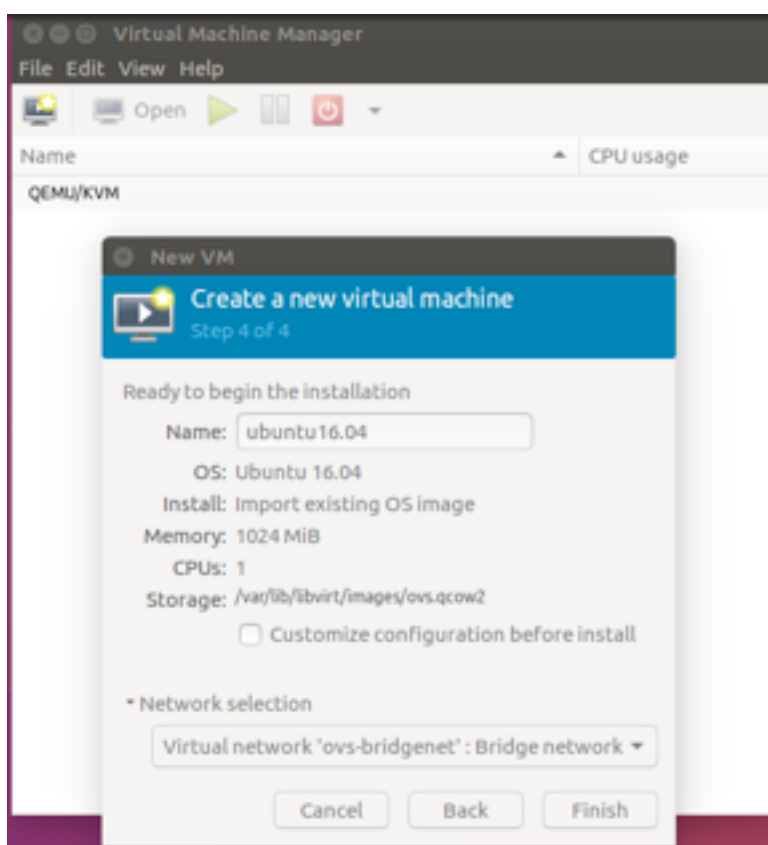 Virtual Machine Manager
File Edit View Help
Open
Name CPU usage
QEMU/KVM
New VM
Create a new virtual machine
Step 4 of 4
Ready to begin the installation
Name: ubuntu16.04
OS: Ubuntu 16.04
Install: Import existing OS image
Memory: 1024 MiB
CPUs: 1
Storage: /var/lib/libvirt/images/ovs.qcow2
Customize configuration before install
Network selection
Virtual network 'ovs-bridgenet' : Bridge network
Cancel Back Finish